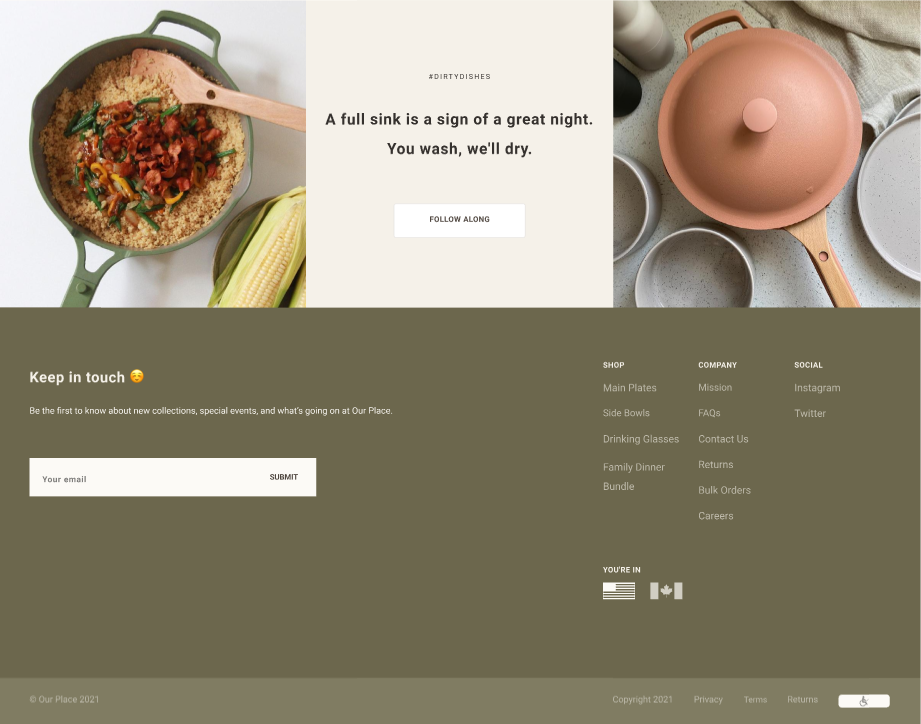 #DIRTYDISHES
A full sink is a sign of a great night.
You wash, we'll dry.
FOLLOW ALONG
Keep in touch ☺️
Be the first to know about new collections, special events, and what's going on at Our Place.
Your email
SUBMIT
SHOP
Main Plates
Side Bowls
Drinking Glasses
Family Dinner
Bundle
COMPANY
Mission
FAQs
Contact Us
Returns
Bulk Orders
Careers
SOCIAL
Instagram
Twitter
YOU'RE IN
© Our Place 2021
Copyright 2021
Privacy
Terms
Returns